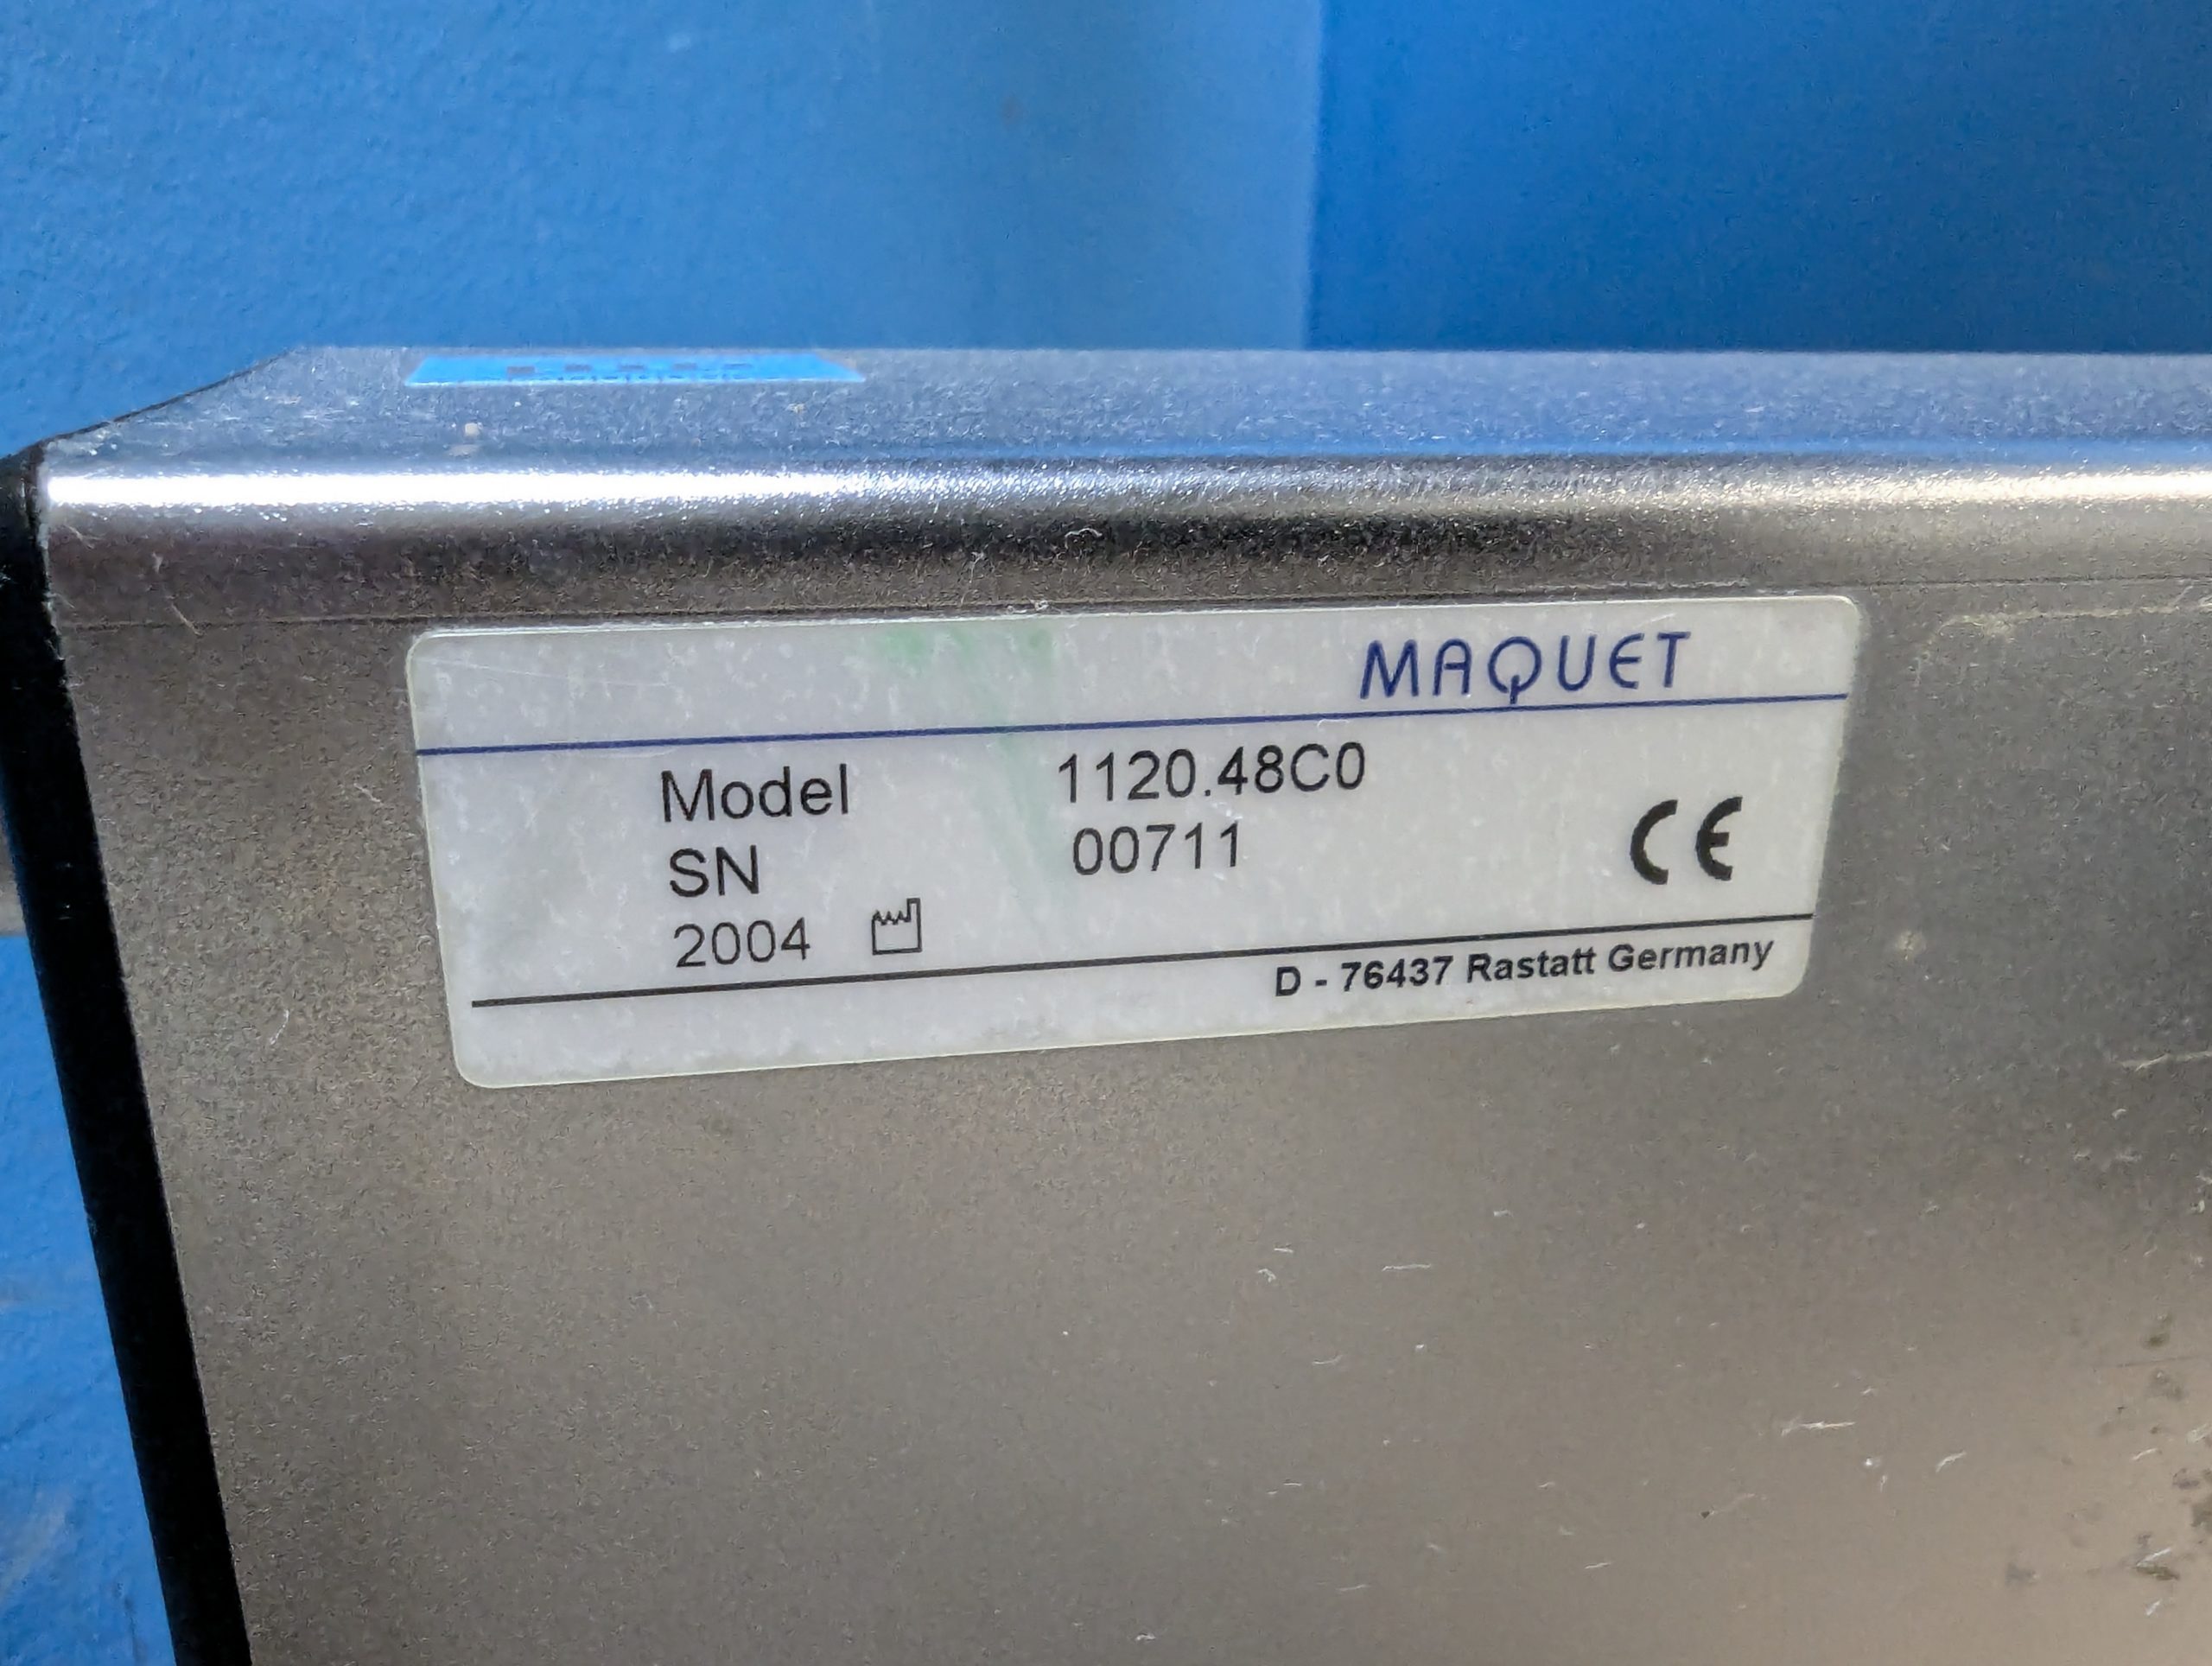 MAQUET
Model 1120.48C0
SN 00711
2004
CE
D - 76437 Rastatt Germany